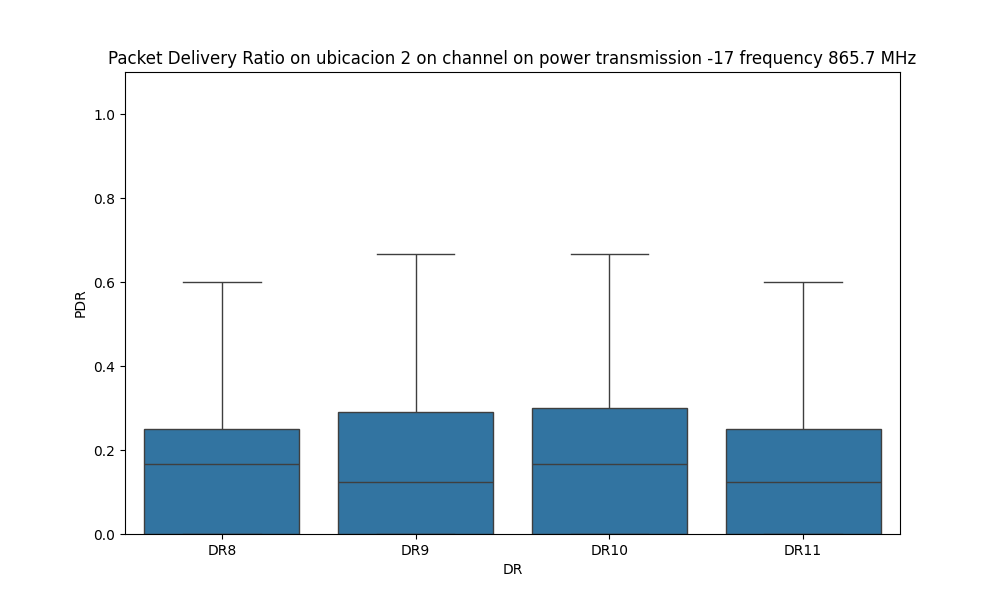 Packet Delivery Ratio on ubicacion 2 on channel on power transmission -17 frequency 865.7 MHz
1.0
0.8
0.6
0.4
0.2
0.0
PDR
DR8 DR9 DR10 DR11
DR